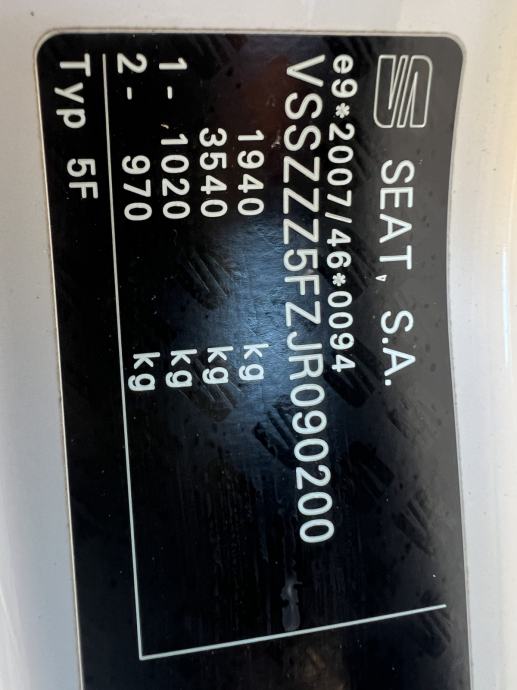 SEAT, S.A.
e9*2007/46*0094
VSSZZZ5FZJR090200
1940 kg
3540 kg
1- 1020 kg
2- 970 kg
Typ 5F